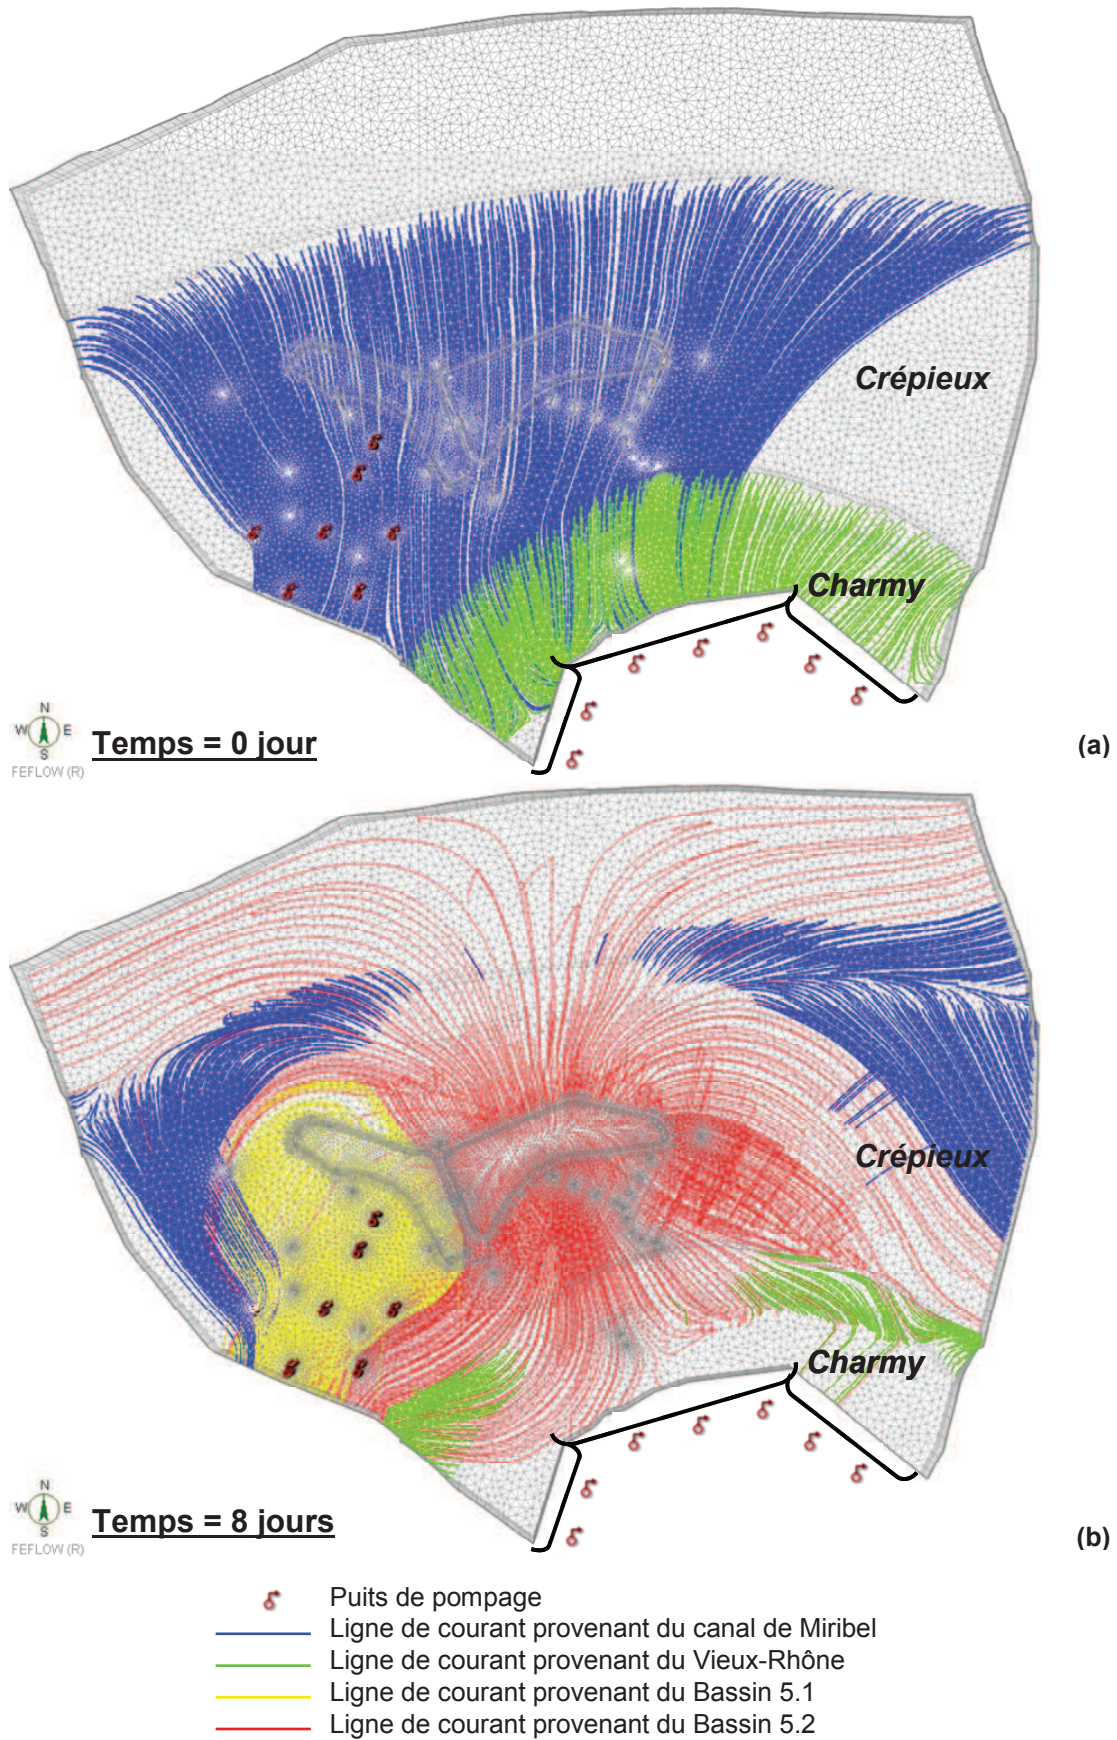 Crépieux
Charmy
N
W E
S
FEFLOW (R)
Temps = 0 jour
(a)
Crépieux
Charmy
N
W E
S
FEFLOW (R)
Temps = 8 jours
(b)
Puits de pompage
Ligne de courant provenant du canal de Miribel
Ligne de courant provenant du Vieux-Rhône
Ligne de courant provenant du Bassin 5.1
Ligne de courant provenant du Bassin 5.2